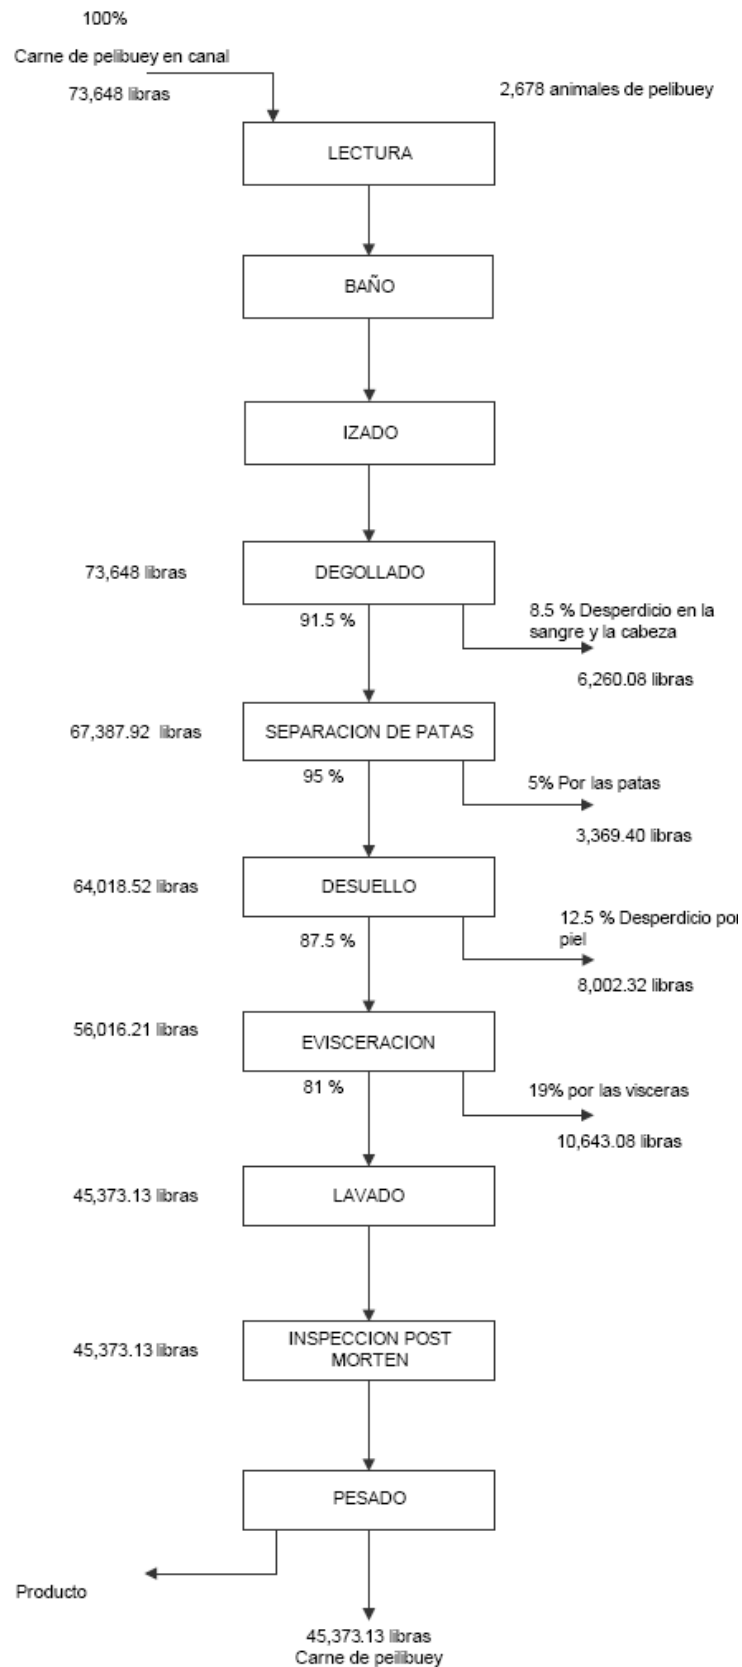 100%
Carne de pelibuey en canal
73,648 libras
2,678 animales de pelibuey
LECTURA
BAÑO
IZADO
73,648 libras
DEGOLLADO
91.5 %
8.5 % Desperdicio en la
sangre y la cabeza
6,260.08 libras
67,387.92 libras
SEPARACION DE PATAS
95 %
5% Por las patas
3,369.40 libras
64,018.52 libras
DESUELLO
87.5 %
12.5 % Desperdicio por
piel
8,002.32 libras
56,016.21 libras
EVISCERACION
81 %
19% por las visceras
10,643.08 libras
45,373.13 libras
LAVADO
45,373.13 libras
INSPECCION POST
MORTEN
PESADO
Producto
45,373.13 libras
Carne de peilibuey